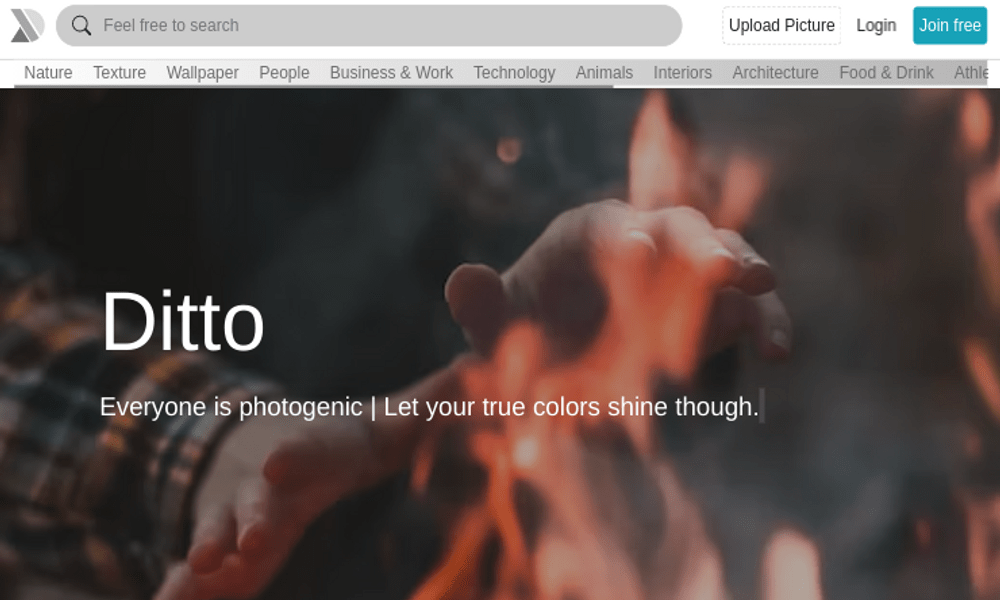 Feel free to search
Upload Picture
Login
Join free
Nature Texture Wallpaper People Business & Work Technology Animals Interiors Architecture Food & Drink Athle
Ditto
Everyone is photogenic | Let your true colors shine though.